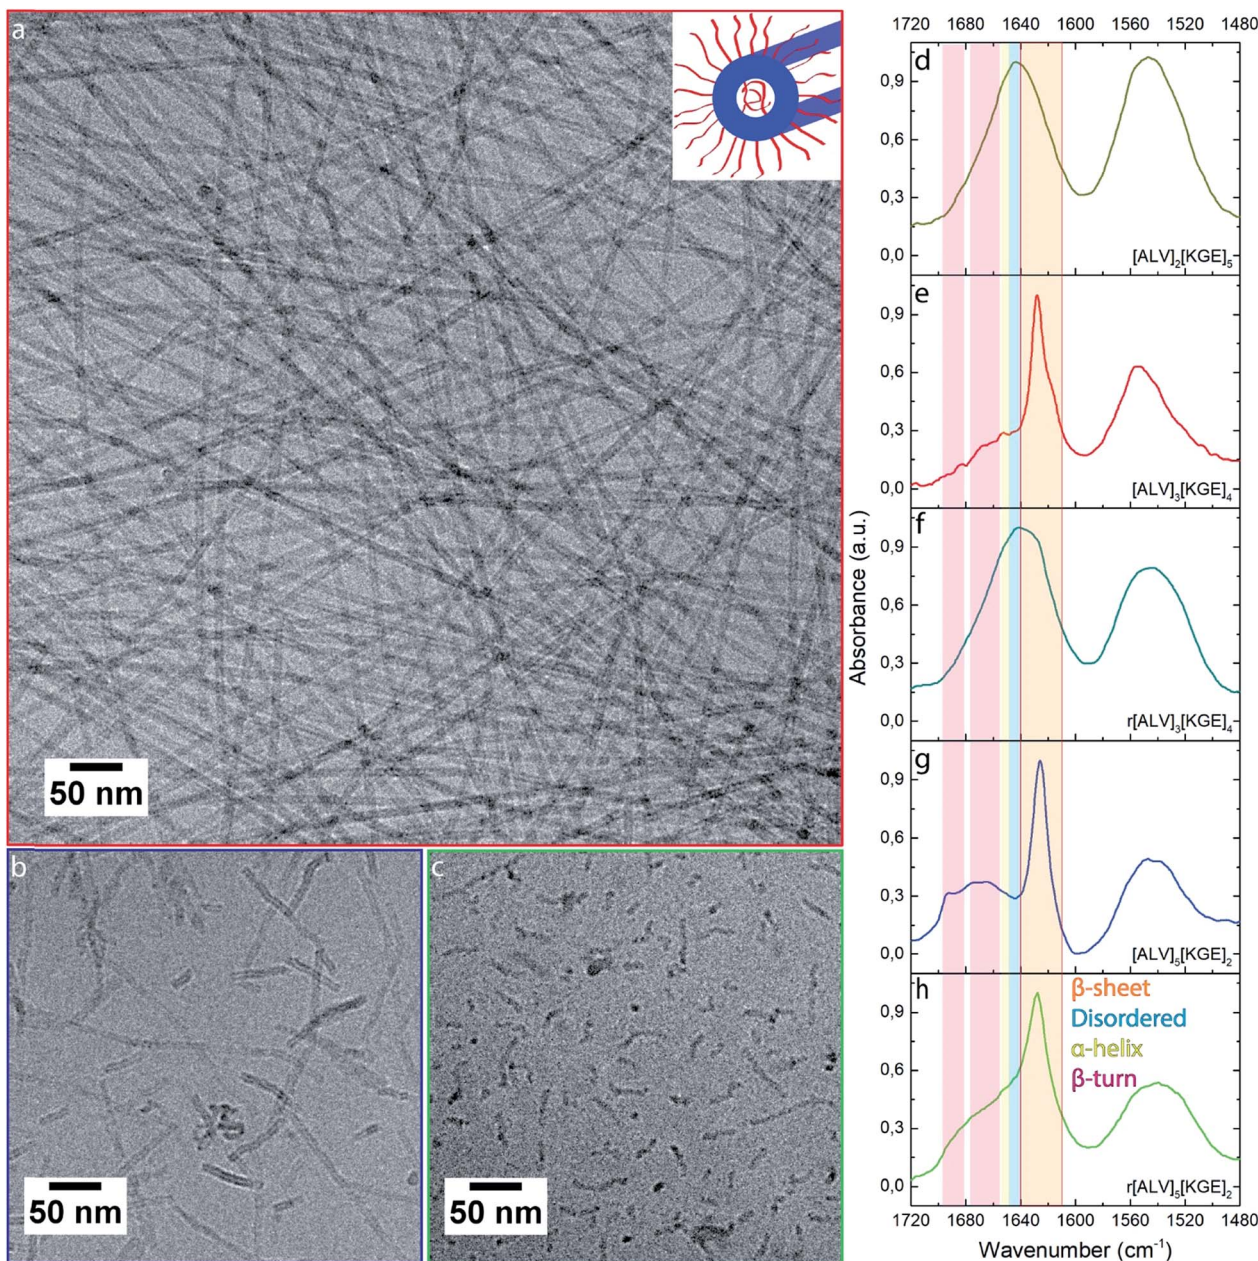 a
50 nm
b
50 nm
c
50 nm
1720 1680 1640 1600 1560 1520 1480
d
0,9
0,6
0,3
0,0
[ALV]2[KGE]5
e
0,9
0,6
0,3
0,0
[ALV]3[KGE]4
f
0,9
0,6
0,3
0,0
r[ALV]3[KGE]4
g
0,9
0,6
0,3
0,0
[ALV]5[KGE]2
h
0,9
0,6
0,3
0,0
β-sheet
Disordered
α-helix
β-turn
r[ALV]5[KGE]2
1720 1680 1640 1600 1560 1520 1480
Absorbance (a.u.)
Wavenumber (cm-1)